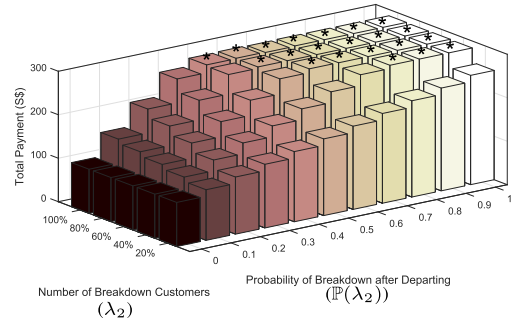 300
200
100
0
Total Payment (S$)
100%
80%
60%
40%
20%
0
0.1
0.2
0.3
0.4
0.5
0.6
0.7
0.8
0.9
1
* * * * * * *
* * * * * * * * *
Probability of Breakdown after Departing
(ℙ(λ₂))
Number of Breakdown Customers
(λ₂)